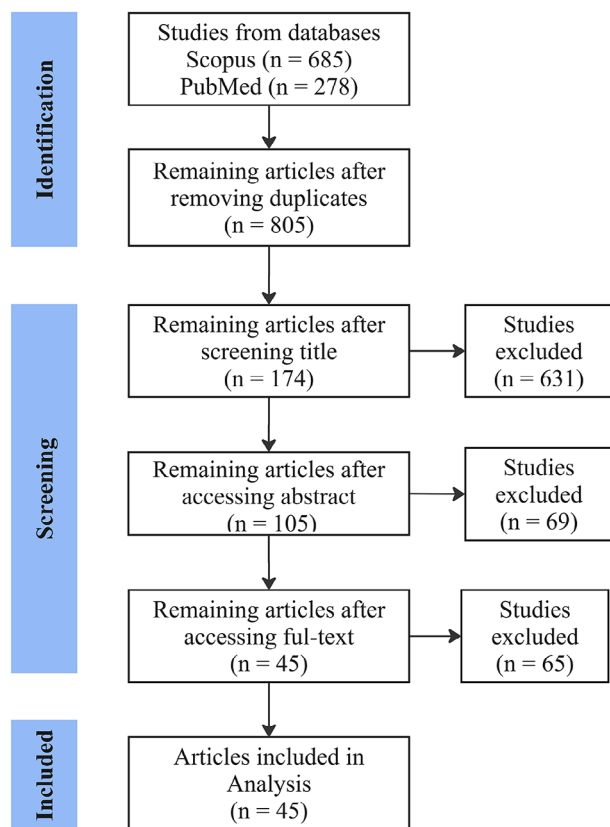 Identification
Studies from databases
Scopus (n = 685)
PubMed (n = 278)
Remaining articles after
removing duplicates
(n = 805)
Screening
Remaining articles after
screening title
(n = 174)
Studies
excluded
(n = 631)
Remaining articles after
accessing abstract
(n = 105)
Studies
excluded
(n = 69)
Remaining articles after
accessing ful-text
(n = 45)
Studies
excluded
(n = 65)
Included
Articles included in
Analysis
(n = 45)